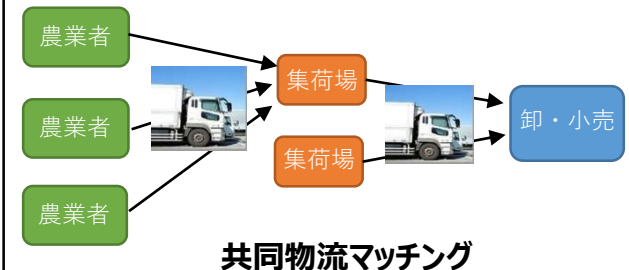 農業者
集荷場
農業者
卸・小売
集荷場
農業者
共同物流マッチング